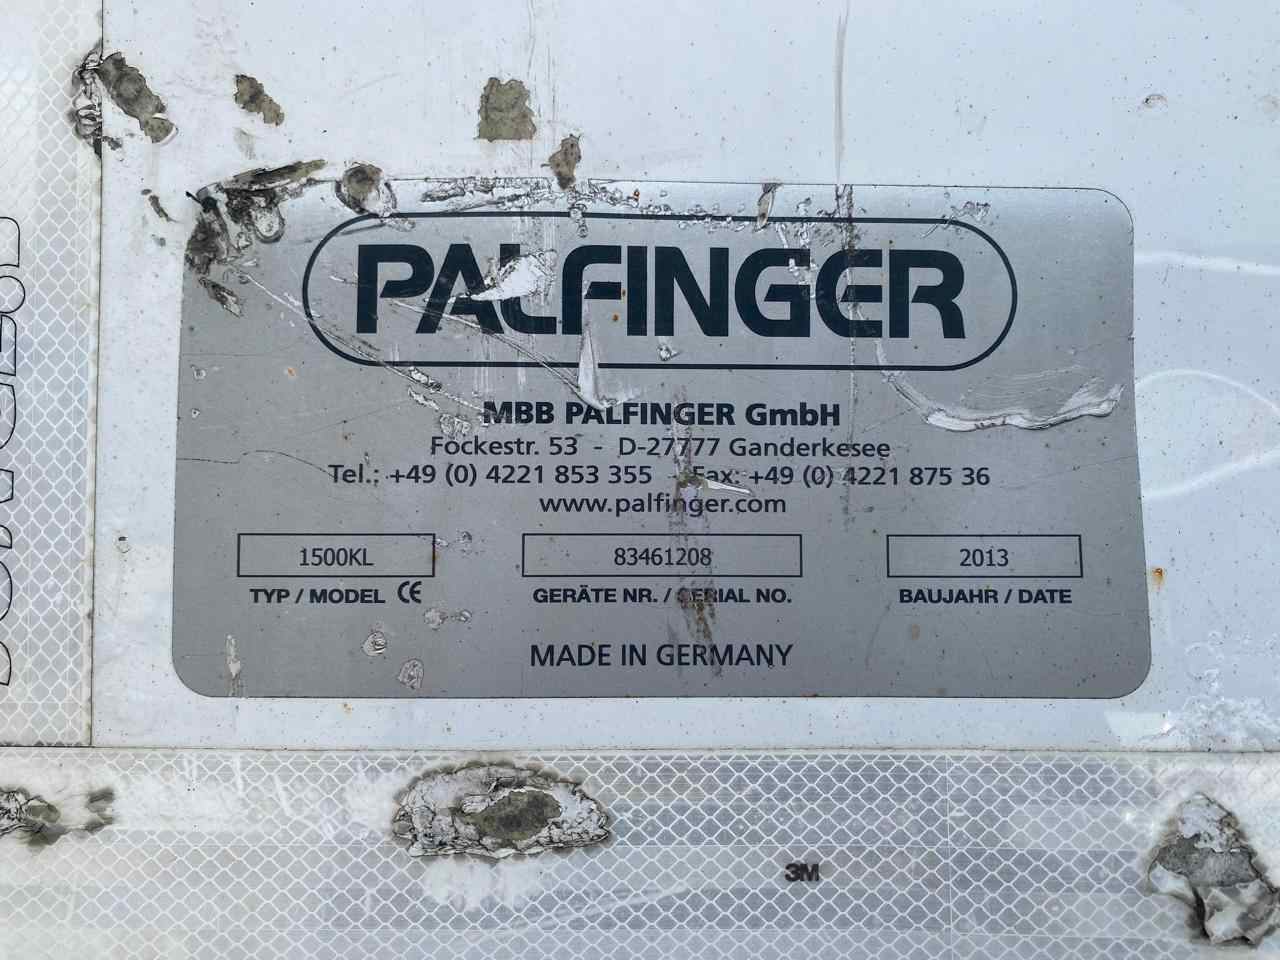 PALFINGER
MBB PALFINGER GmbH
Fockestr. 53 - D-27777 Ganderkesee
Tel.: +49 (0) 4221 853 355 - Fax: +49 (0) 4221 875 36
www.palfinger.com
1500KL 83461208 2013
TYP / MODEL CE GERÄTE NR. / SERIAL NO. BAUJAHR / DATE
MADE IN GERMANY
3M